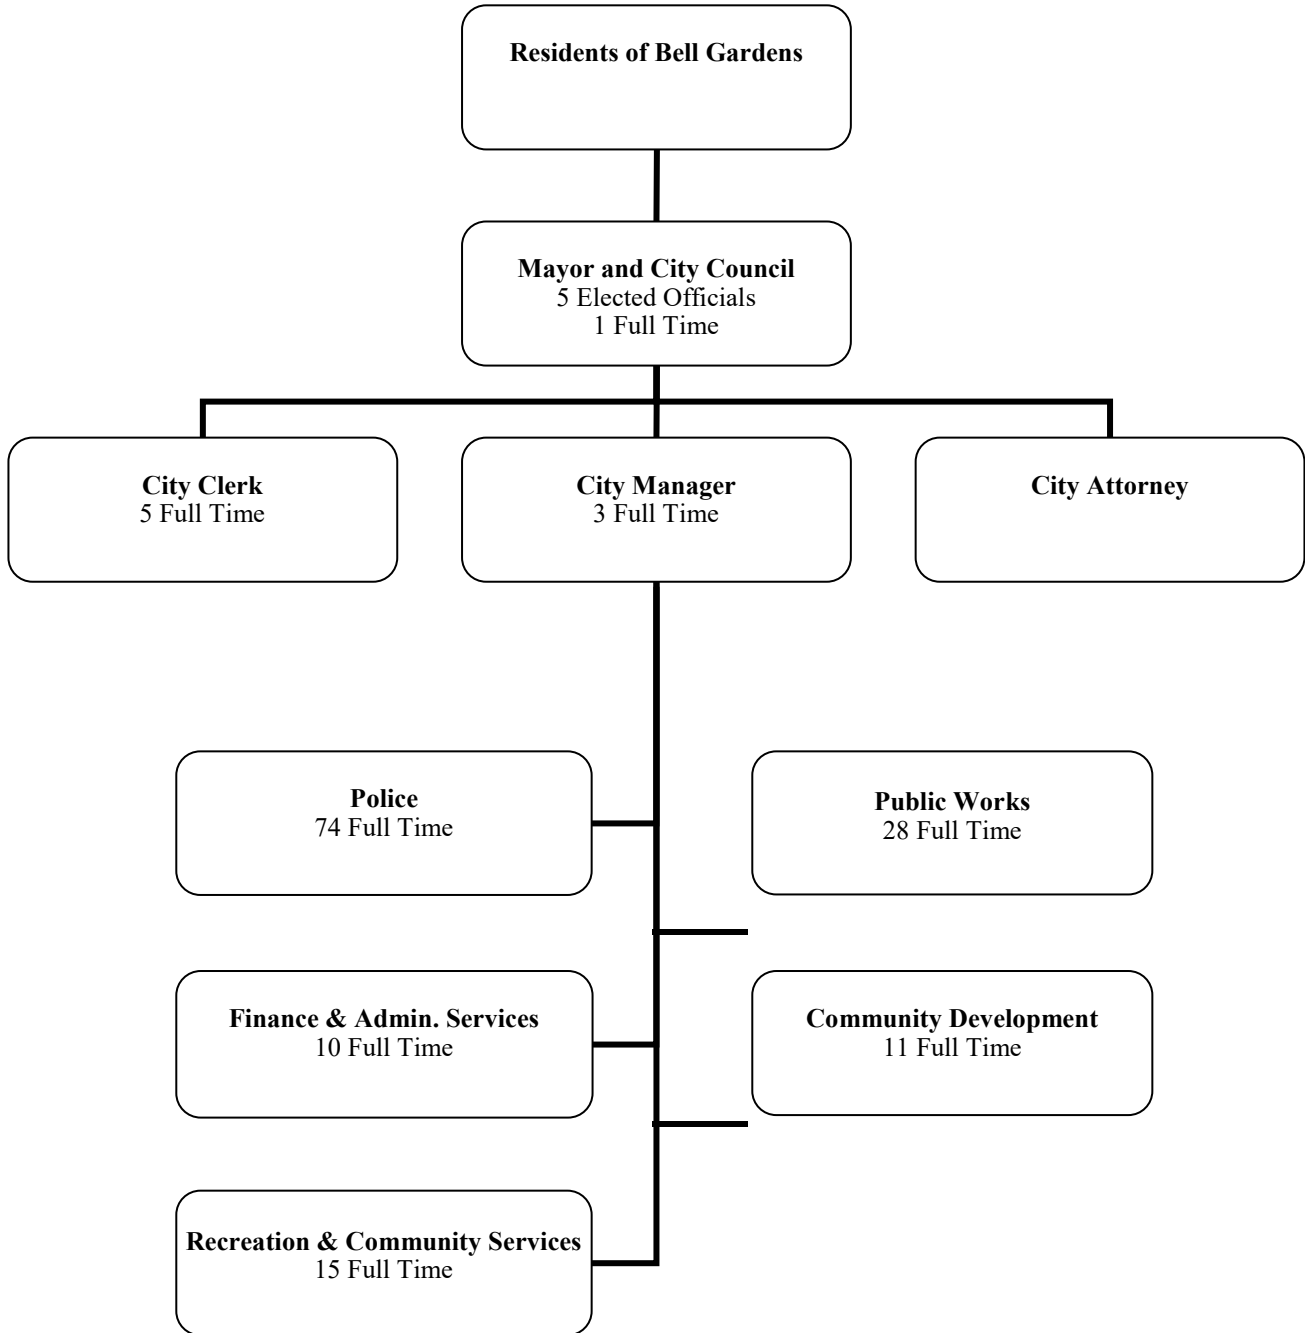 Residents of Bell Gardens
Mayor and City Council
5 Elected Officials
1 Full Time
City Clerk
5 Full Time
City Manager
3 Full Time
City Attorney
Police
74 Full Time
Public Works
28 Full Time
Finance & Admin. Services
10 Full Time
Community Development
11 Full Time
Recreation & Community Services
15 Full Time